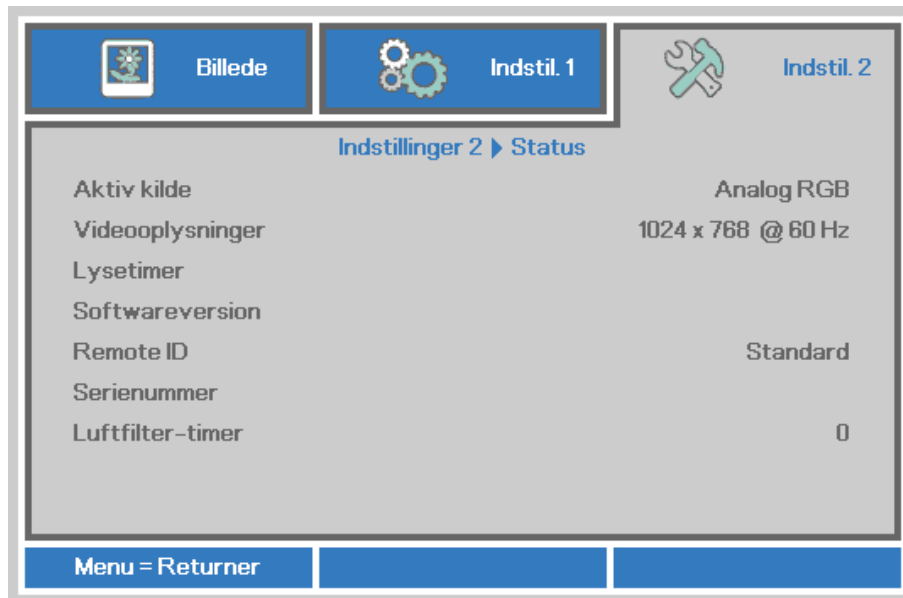 Billede
Indstil. 1
Indstil. 2
Indstillinger 2 ▶ Status
Aktiv kilde Analog RGB
Videooplysninger 1024 x 768 @ 60 Hz
Lysetimer
Softwareversion
Remote ID Standard
Serienummer
Luftfilter-timer 0
Menu = Returner